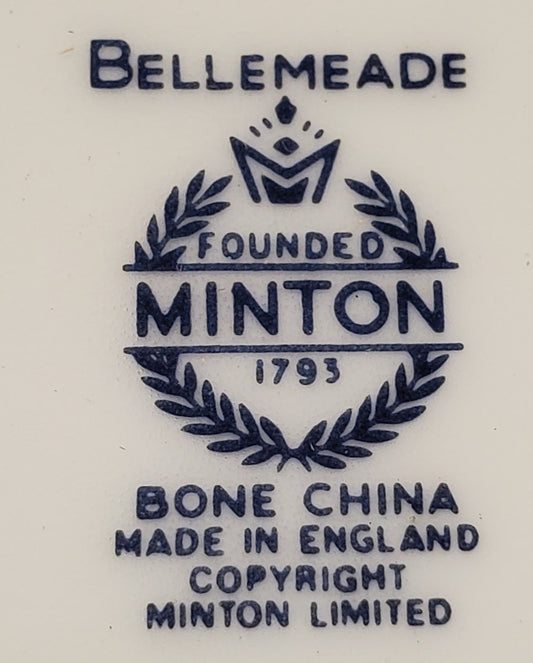 BELLEMEADE
FOUNDED
MINTON
1793
BONE CHINA
MADE IN ENGLAND
COPYRIGHT
MINTON LIMITED